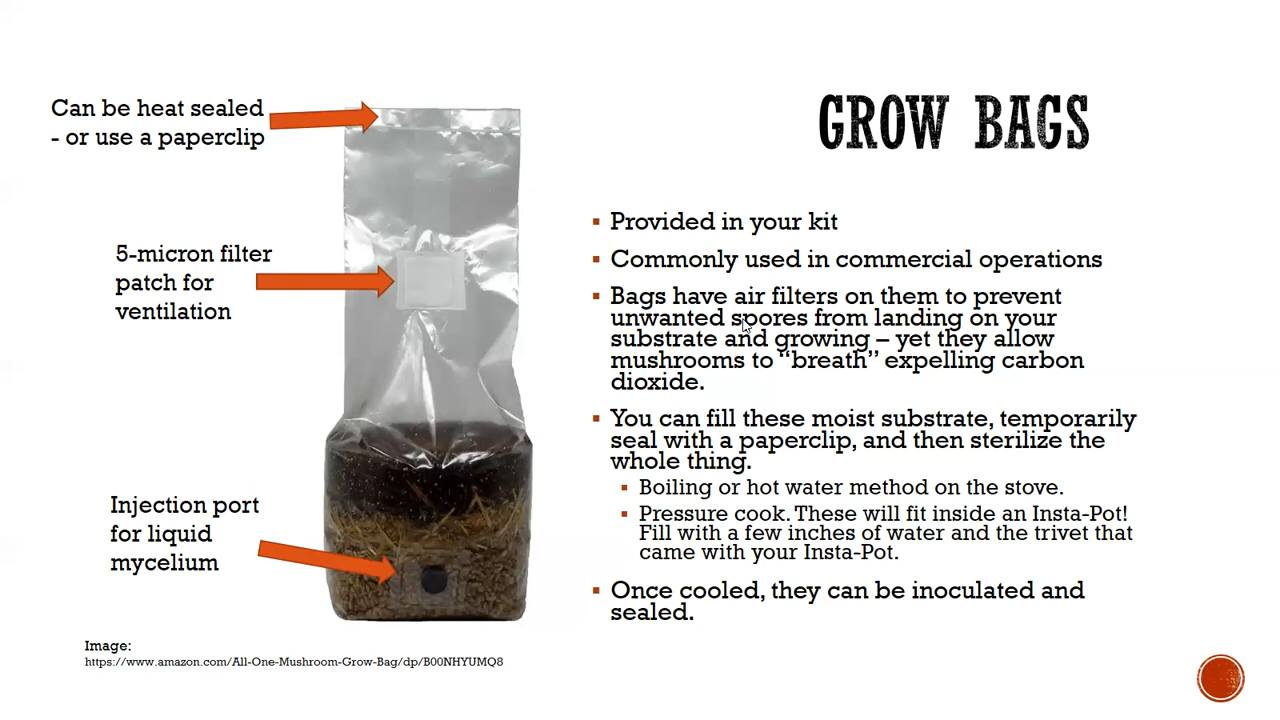 Can be heat sealed
- or use a paperclip
5-micron filter
patch for
ventilation
Injection port
for liquid
mycelium
Image:
https://www.amazon.com/All-One-Mushroom-Grow-Bag/dp/B00NHYUMQ8
GROW BAGS
Provided in your kit
Commonly used in commercial operations
Bags have air filters on them to prevent
unwanted spores from landing on your
substrate and growing – yet they allow
mushrooms to “breath” expelling carbon
dioxide.
You can fill these moist substrate, temporarily
seal with a paperclip, and then sterilize the
whole thing.
Boiling or hot water method on the stove.
Pressure cook. These will fit inside an Insta-Pot!
Fill with a few inches of water and the trivet that
came with your Insta-Pot.
Once cooled, they can be inoculated and
sealed.